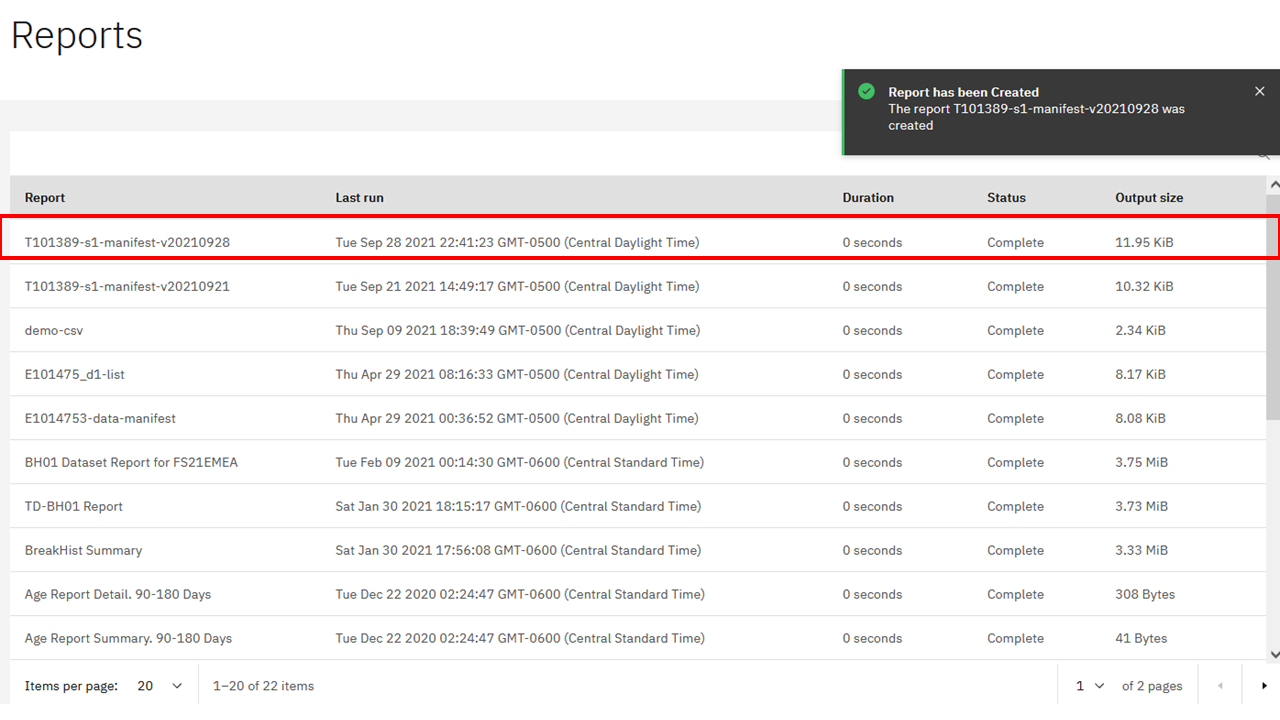 Reports
Report has been Created
The report T101389-s1-manifest-v20210928 was
created
Report Last run Duration Status Output size
T101389-s1-manifest-v20210928 Tue Sep 28 2021 22:41:23 GMT-0500 (Central Daylight Time) 0 seconds Complete 11.95 KiB
T101389-s1-manifest-v20210921 Tue Sep 21 2021 14:49:17 GMT-0500 (Central Daylight Time) 0 seconds Complete 10.32 KiB
demo-csv Thu Sep 09 2021 18:39:49 GMT-0500 (Central Daylight Time) 0 seconds Complete 2.34 KiB
E101475_d1-list Thu Apr 29 2021 08:16:33 GMT-0500 (Central Daylight Time) 0 seconds Complete 8.17 KiB
E1014753-data-manifest Thu Apr 29 2021 00:36:52 GMT-0500 (Central Daylight Time) 0 seconds Complete 8.08 KiB
BH01 Dataset Report for FS21EMEA Tue Feb 09 2021 00:14:30 GMT-0600 (Central Standard Time) 0 seconds Complete 3.75 MiB
TD-BH01 Report Sat Jan 30 2021 18:15:17 GMT-0600 (Central Standard Time) 0 seconds Complete 3.73 MiB
BreakHist Summary Sat Jan 30 2021 17:56:08 GMT-0600 (Central Standard Time) 0 seconds Complete 3.33 MiB
Age Report Detail. 90-180 Days Tue Dec 22 2020 02:24:47 GMT-0600 (Central Standard Time) 0 seconds Complete 308 Bytes
Age Report Summary. 90-180 Days Tue Dec 22 2020 02:24:47 GMT-0600 (Central Standard Time) 0 seconds Complete 41 Bytes
Items per page: 20 1–20 of 22 items 1 of 2 pages